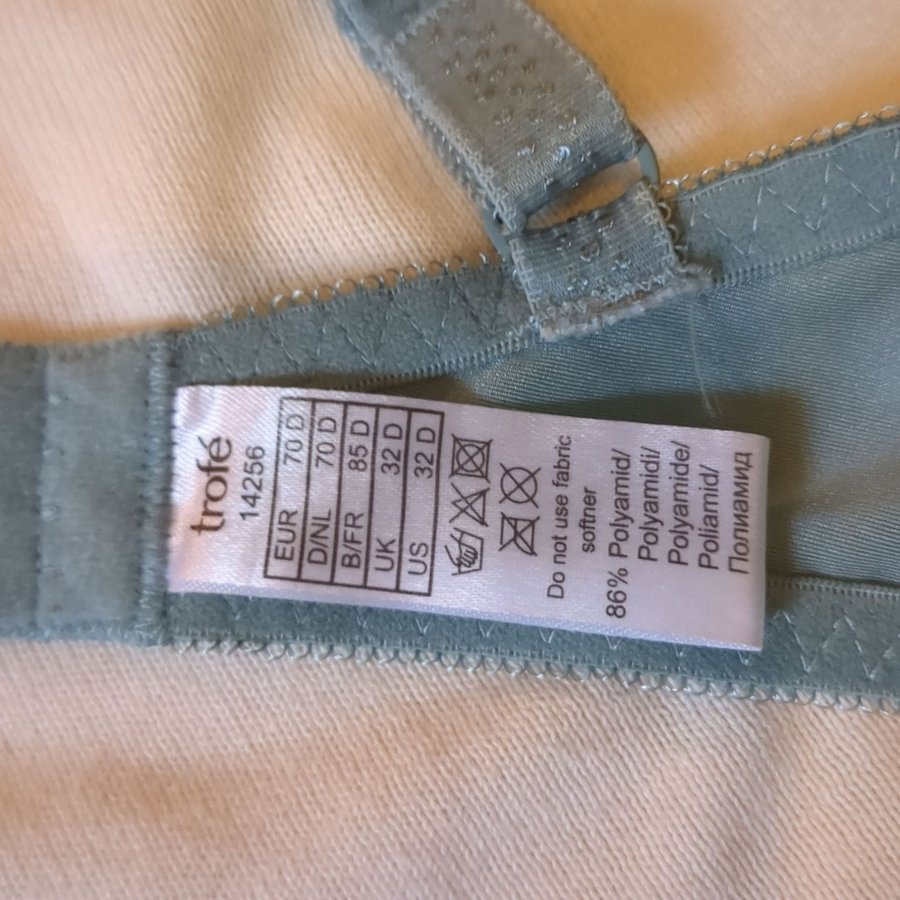 trofé
14256
EUR 70 D
D/NL 70 D
B/FR 85 D
UK 32 D
US 32 D
Do not use fabric
softner
86% Polyamid/
Polyamidi/
Polyamide/
Poliamid/
Полиамид